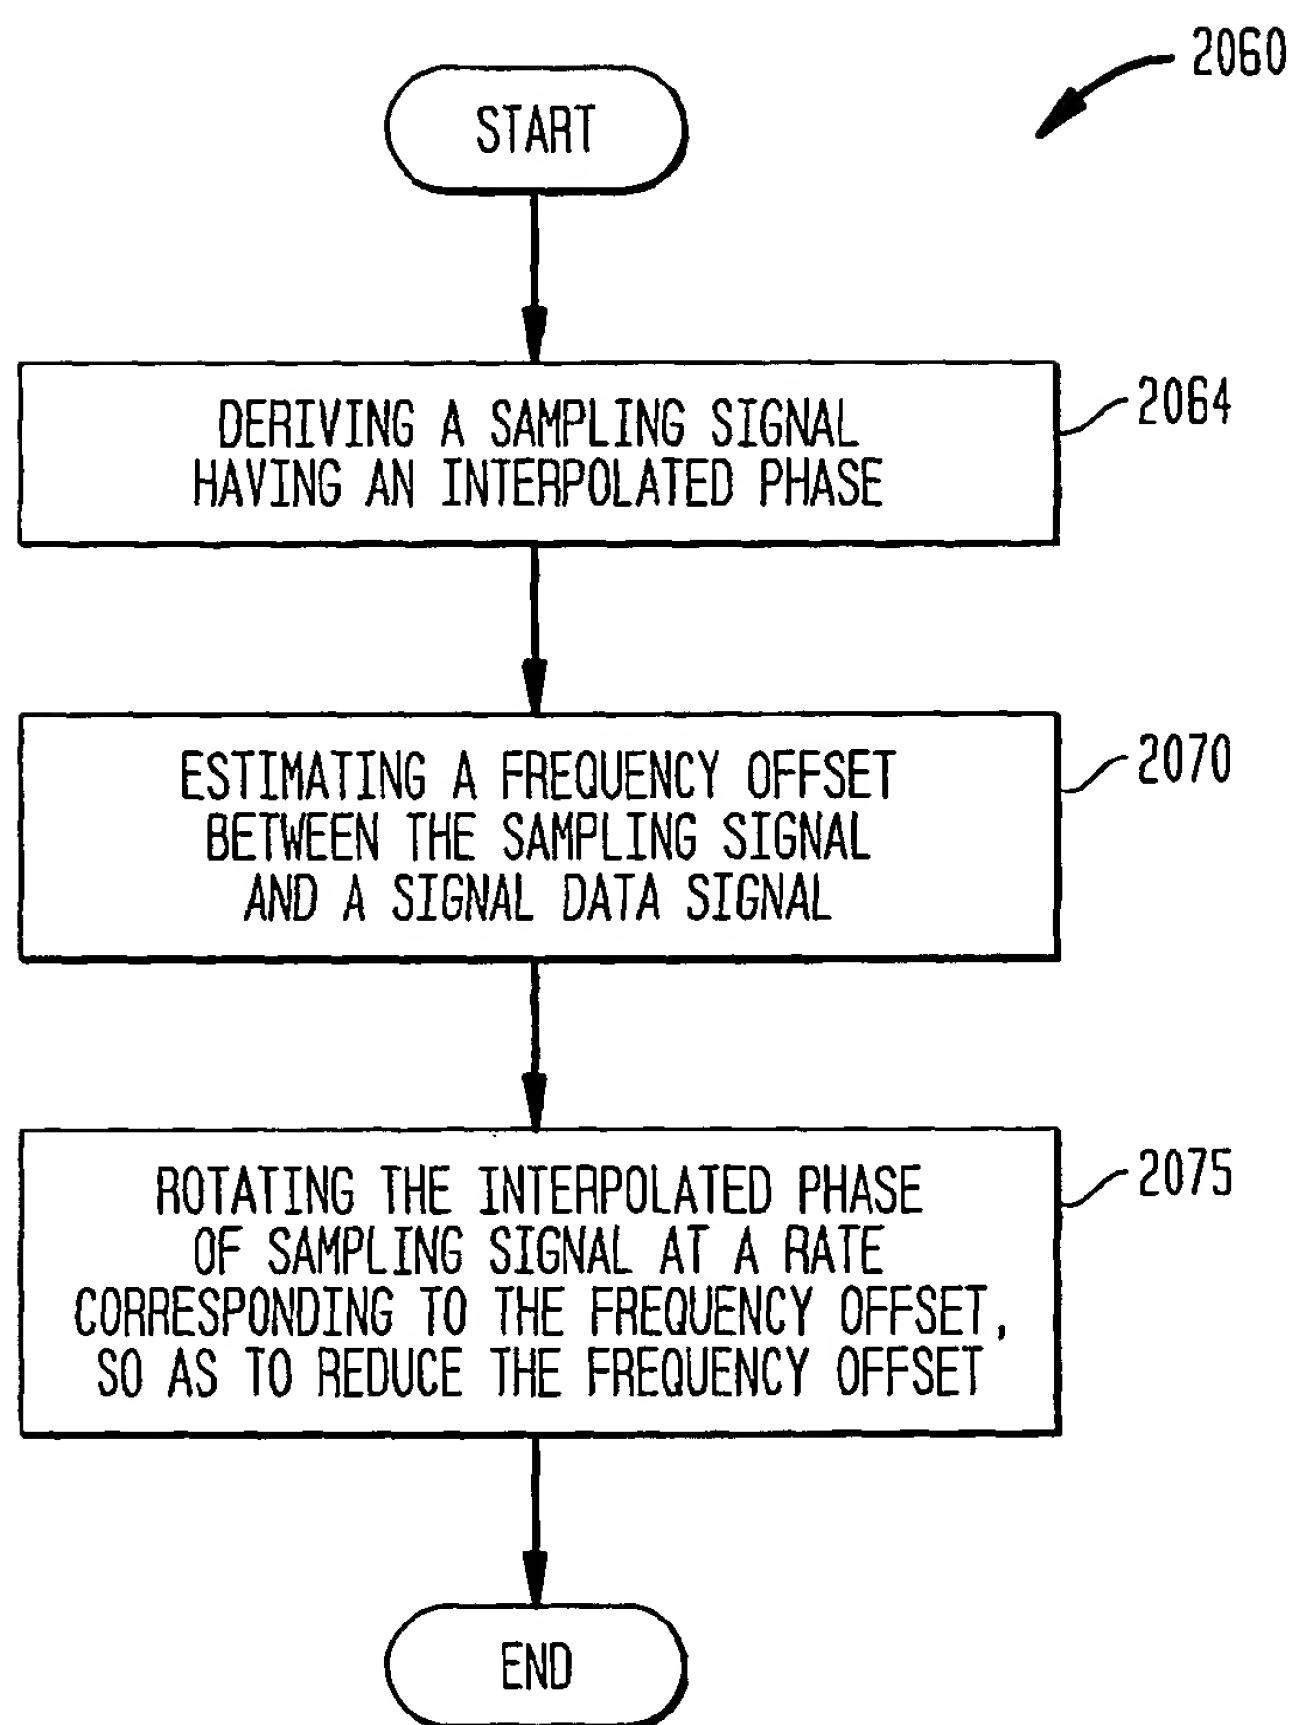 2060
START
DERIVING A SAMPLING SIGNAL
HAVING AN INTERPOLATED PHASE
2064
ESTIMATING A FREQUENCY OFFSET
BETWEEN THE SAMPLING SIGNAL
AND A SIGNAL DATA SIGNAL
2070
ROTATING THE INTERPOLATED PHASE
OF SAMPLING SIGNAL AT A RATE
CORRESPONDING TO THE FREQUENCY OFFSET,
SO AS TO REDUCE THE FREQUENCY OFFSET
2075
END